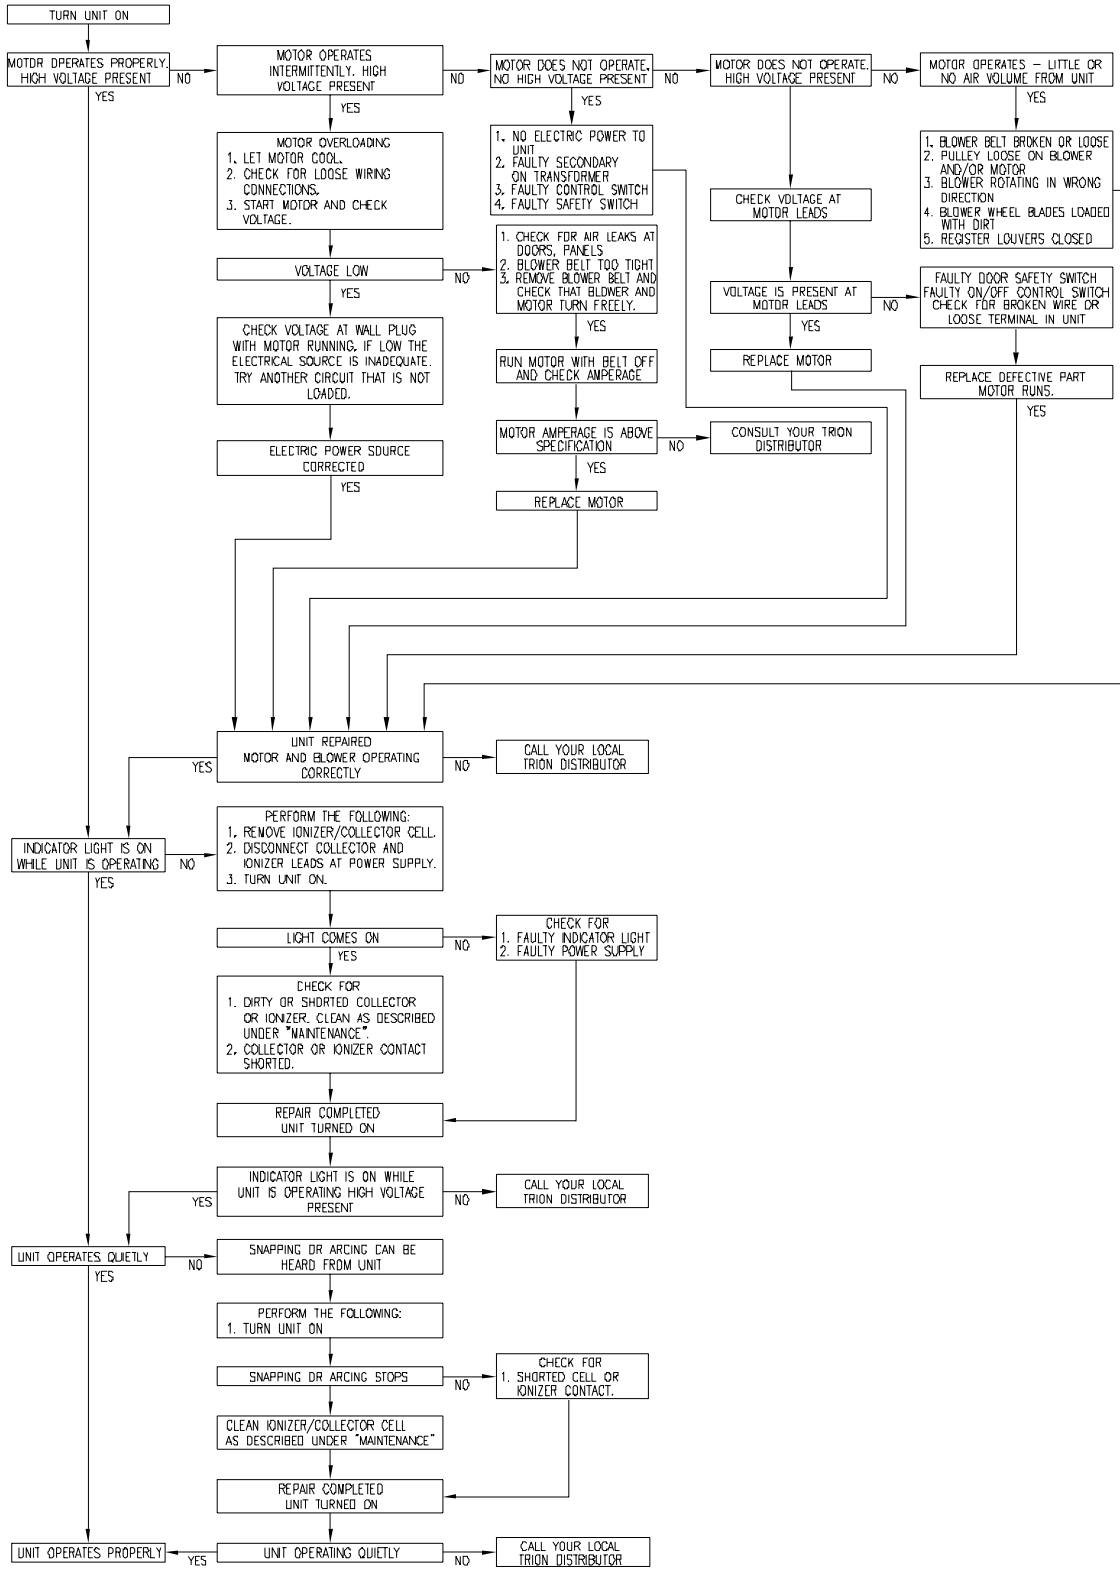 TURN UNIT ON
MOTOR OPERATES PROPERLY.
HIGH VOLTAGE PRESENT
NO
YES
MOTOR OPERATES
INTERMITTENTLY. HIGH
VOLTAGE PRESENT
NO
YES
MOTOR DOES NOT OPERATE.
NO HIGH VOLTAGE PRESENT
NO
YES
MOTOR DOES NOT OPERATE.
HIGH VOLTAGE PRESENT
NO
MOTOR OPERATES - LITTLE OR
NO AIR VOLUME FROM UNIT
YES
MOTOR OVERLOADING
1. LET MOTOR COOL.
2. CHECK FOR LOOSE WIRING
CONNECTIONS.
3. START MOTOR AND CHECK
VOLTAGE.
1. NO ELECTRIC POWER TO
UNIT
2. FAULTY SECONDARY
ON TRANSFORMER
3. FAULTY CONTROL SWITCH
4. FAULTY SAFETY SWITCH
CHECK VOLTAGE AT
MOTOR LEADS
1. BLOWER BELT BROKEN OR LOOSE
2. PULLEY LOOSE ON BLOWER
AND/OR MOTOR
3. BLOWER ROTATING IN WRONG
DIRECTION
4. BLOWER WHEEL BLADES LOADED
WITH DIRT
5. REGISTER LOUVERS CLOSED
VOLTAGE LOW
NO
YES
1. CHECK FOR AIR LEAKS AT
DOORS, PANELS
2. BLOWER BELT TOO TIGHT
3. REMOVE BLOWER BELT AND
CHECK THAT BLOWER AND
MOTOR TURN FREELY.
YES
VOLTAGE IS PRESENT AT
MOTOR LEADS
NO
YES
FAULTY DOOR SAFETY SWITCH
FAULTY ON/OFF CONTROL SWITCH
CHECK FOR BROKEN WIRE OR
LOOSE TERMINAL IN UNIT
CHECK VOLTAGE AT WALL PLUG
WITH MOTOR RUNNING. IF LOW THE
ELECTRICAL SOURCE IS INADEQUATE.
TRY ANOTHER CIRCUIT THAT IS NOT
LOADED.
RUN MOTOR WITH BELT OFF
AND CHECK AMPERAGE
REPLACE MOTOR
REPLACE DEFECTIVE PART
MOTOR RUNS.
YES
ELECTRIC POWER SOURCE
CORRECTED
YES
MOTOR AMPERAGE IS ABOVE
SPECIFICATION
NO
YES
CONSULT YOUR TRION
DISTRIBUTOR
REPLACE MOTOR
UNIT REPAIRED
MOTOR AND BLOWER OPERATING
CORRECTLY
YES
NO
CALL YOUR LOCAL
TRION DISTRIBUTOR
INDICATOR LIGHT IS ON
WHILE UNIT IS OPERATING
NO
YES
PERFORM THE FOLLOWING:
1. REMOVE IONIZER/COLLECTOR CELL.
2. DISCONNECT COLLECTOR AND
IONIZER LEADS AT POWER SUPPLY.
3. TURN UNIT ON.
LIGHT COMES ON
NO
YES
CHECK FOR
1. FAULTY INDICATOR LIGHT
2. FAULTY POWER SUPPLY
CHECK FOR
1. DIRTY OR SHORTED COLLECTOR
OR IONIZER. CLEAN AS DESCRIBED
UNDER "MAINTENANCE".
2. COLLECTOR OR IONIZER CONTACT
SHORTED.
REPAIR COMPLETED
UNIT TURNED ON
INDICATOR LIGHT IS ON WHILE
UNIT IS OPERATING HIGH VOLTAGE
PRESENT
YES
NO
CALL YOUR LOCAL
TRION DISTRIBUTOR
UNIT OPERATES QUIETLY
NO
YES
SNAPPING OR ARCING CAN BE
HEARD FROM UNIT
PERFORM THE FOLLOWING:
1. TURN UNIT ON
SNAPPING OR ARCING STOPS
NO
CHECK FOR
1. SHORTED CELL OR
IONIZER CONTACT.
CLEAN IONIZER/COLLECTOR CELL
AS DESCRIBED UNDER "MAINTENANCE"
REPAIR COMPLETED
UNIT TURNED ON
UNIT OPERATES PROPERLY
YES
UNIT OPERATING QUIETLY
NO
CALL YOUR LOCAL
TRION DISTRIBUTOR